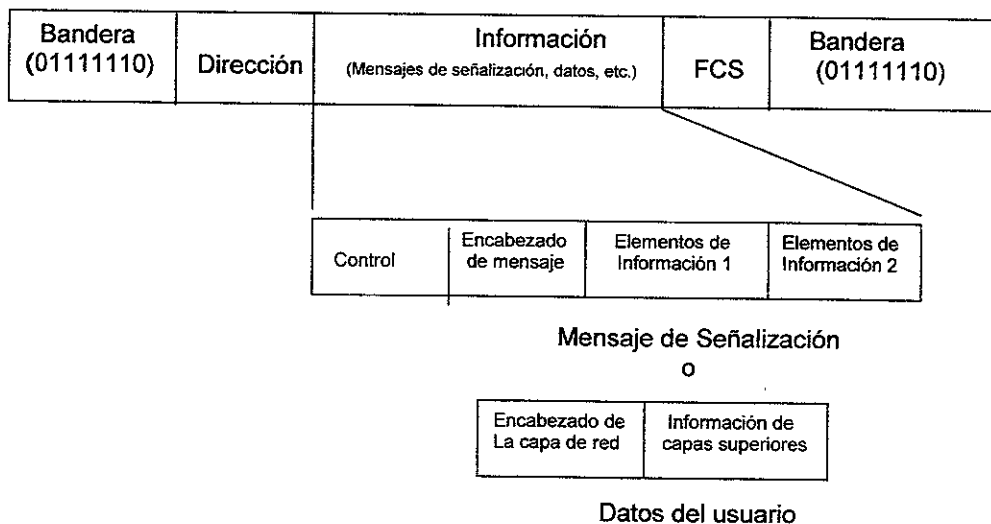 Bandera
(01111110)
Dirección
Información
(Mensajes de señalización, datos, etc.)
FCS
Bandera
(01111110)
Control
Encabezado
de mensaje
Elementos de
Información 1
Elementos de
Información 2
Mensaje de Señalización
o
Encabezado de
La capa de red
Información de
capas superiores
Datos del usuario